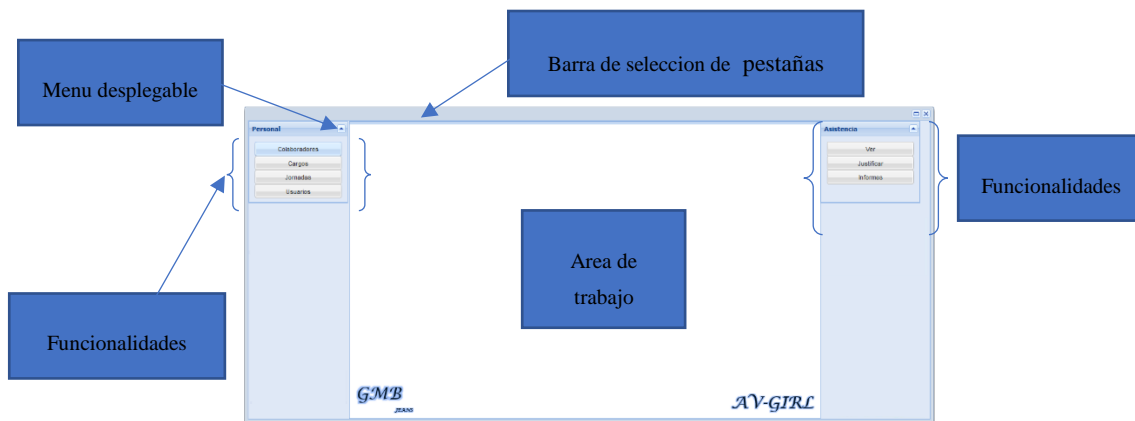 Menu desplegable
Barra de seleccion de pestañas
Personal
Colaboradores
Cargos
Jornadas
Usuarios
Asistencia
Ver
Justificar
Informes
Funcionalidades
Area de
trabajo
Funcionalidades
GMB
JEANS
AV-GIRL